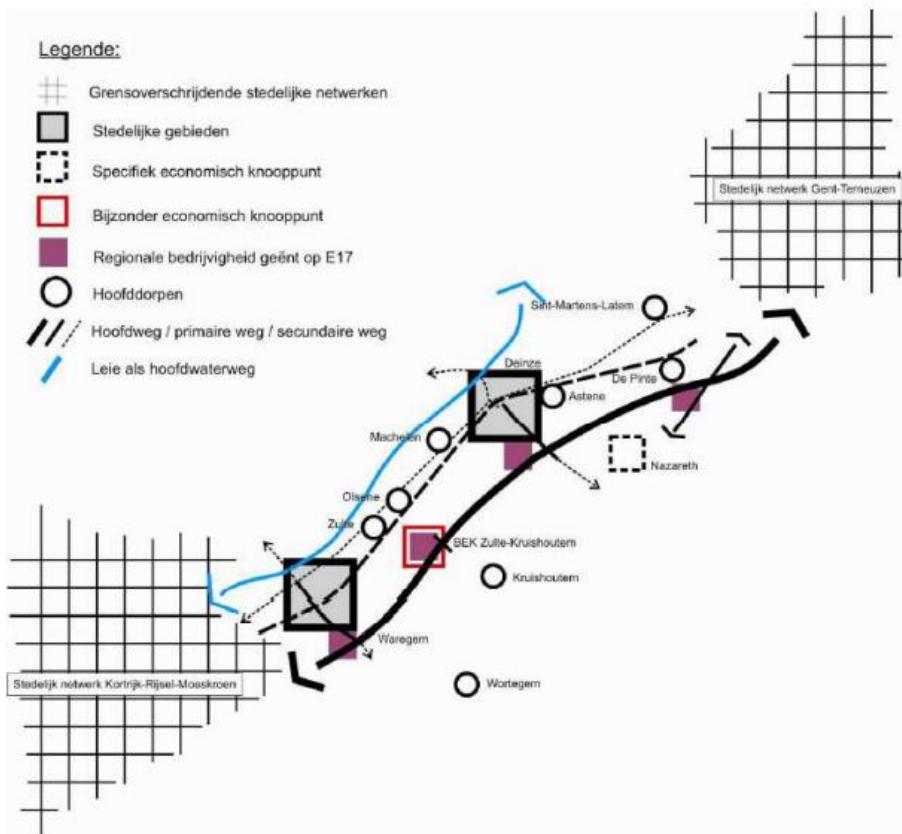 Legende:
Grensoverschrijdende stedelijke netwerken
Stedelijke gebieden
Specifiek economisch knooppunt
Bijzonder economisch knooppunt
Regionale bedrijvigheid geënt op E17
Hoofddorpen
Hoofdweg / primaire weg / secundaire weg
Leie als hoofdwaterweg
Stedelijk netwerk Gent-Terneuzen
Sint-Martens-Latem
Deinze
De Pinte
Astene
Machelen
Nazareth
Olsene
Zulte
BEK Zulte-Kruishoutem
Kruishoutem
Waregem
Stedelijk netwerk Kortrijk-Rijsel-Moeskroen
Wortegem